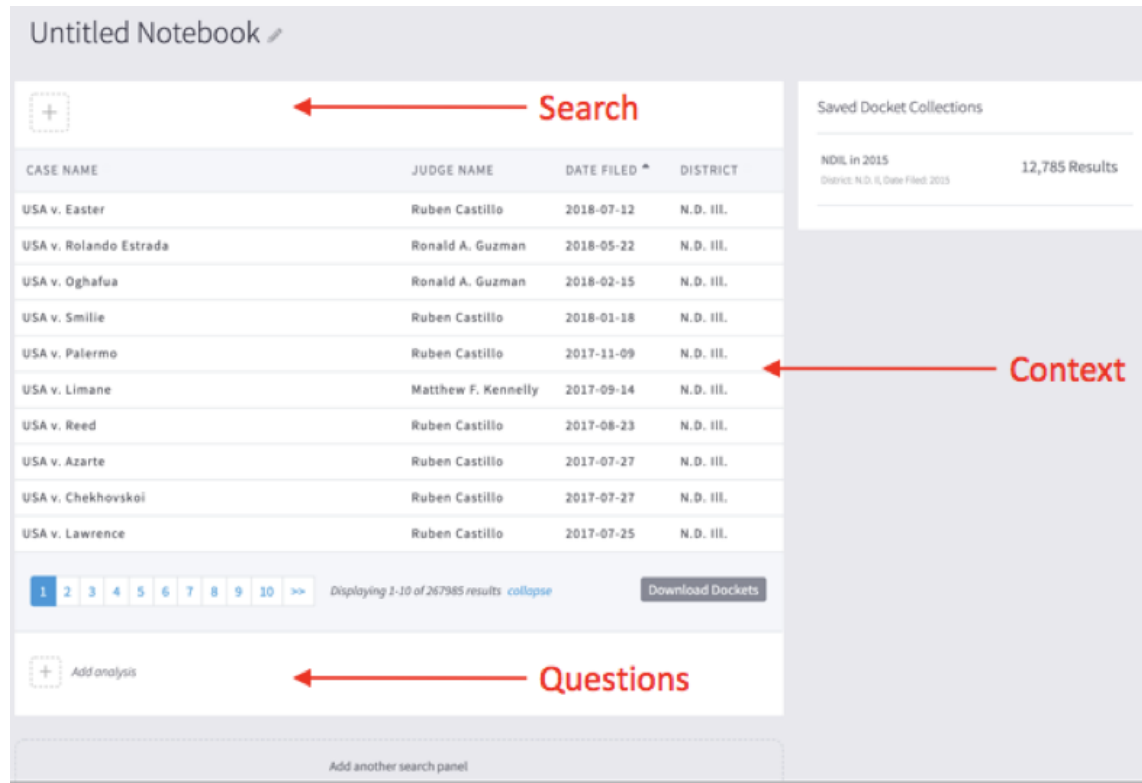 Untitled Notebook
+
Search
Saved Docket Collections
NDIL in 2015
12,785 Results
District: N.D. Il, Date Filed: 2015
CASE NAME JUDGE NAME DATE FILED DISTRICT
USA v. Easter Ruben Castillo 2018-07-12 N.D. Ill.
USA v. Rolando Estrada Ronald A. Guzman 2018-05-22 N.D. Ill.
USA v. Oghafua Ronald A. Guzman 2018-02-15 N.D. Ill.
USA v. Smilie Ruben Castillo 2018-01-18 N.D. Ill.
USA v. Palermo Ruben Castillo 2017-11-09 N.D. Ill.
Context
USA v. Limane Matthew F. Kennelly 2017-09-14 N.D. Ill.
USA v. Reed Ruben Castillo 2017-08-23 N.D. Ill.
USA v. Azarte Ruben Castillo 2017-07-27 N.D. Ill.
USA v. Chekhovskoi Ruben Castillo 2017-07-27 N.D. Ill.
USA v. Lawrence Ruben Castillo 2017-07-25 N.D. Ill.
1 2 3 4 5 6 7 8 9 10 >> Displaying 1-10 of 267985 results collapse Download Dockets
+ Add analysis
Questions
Add another search panel